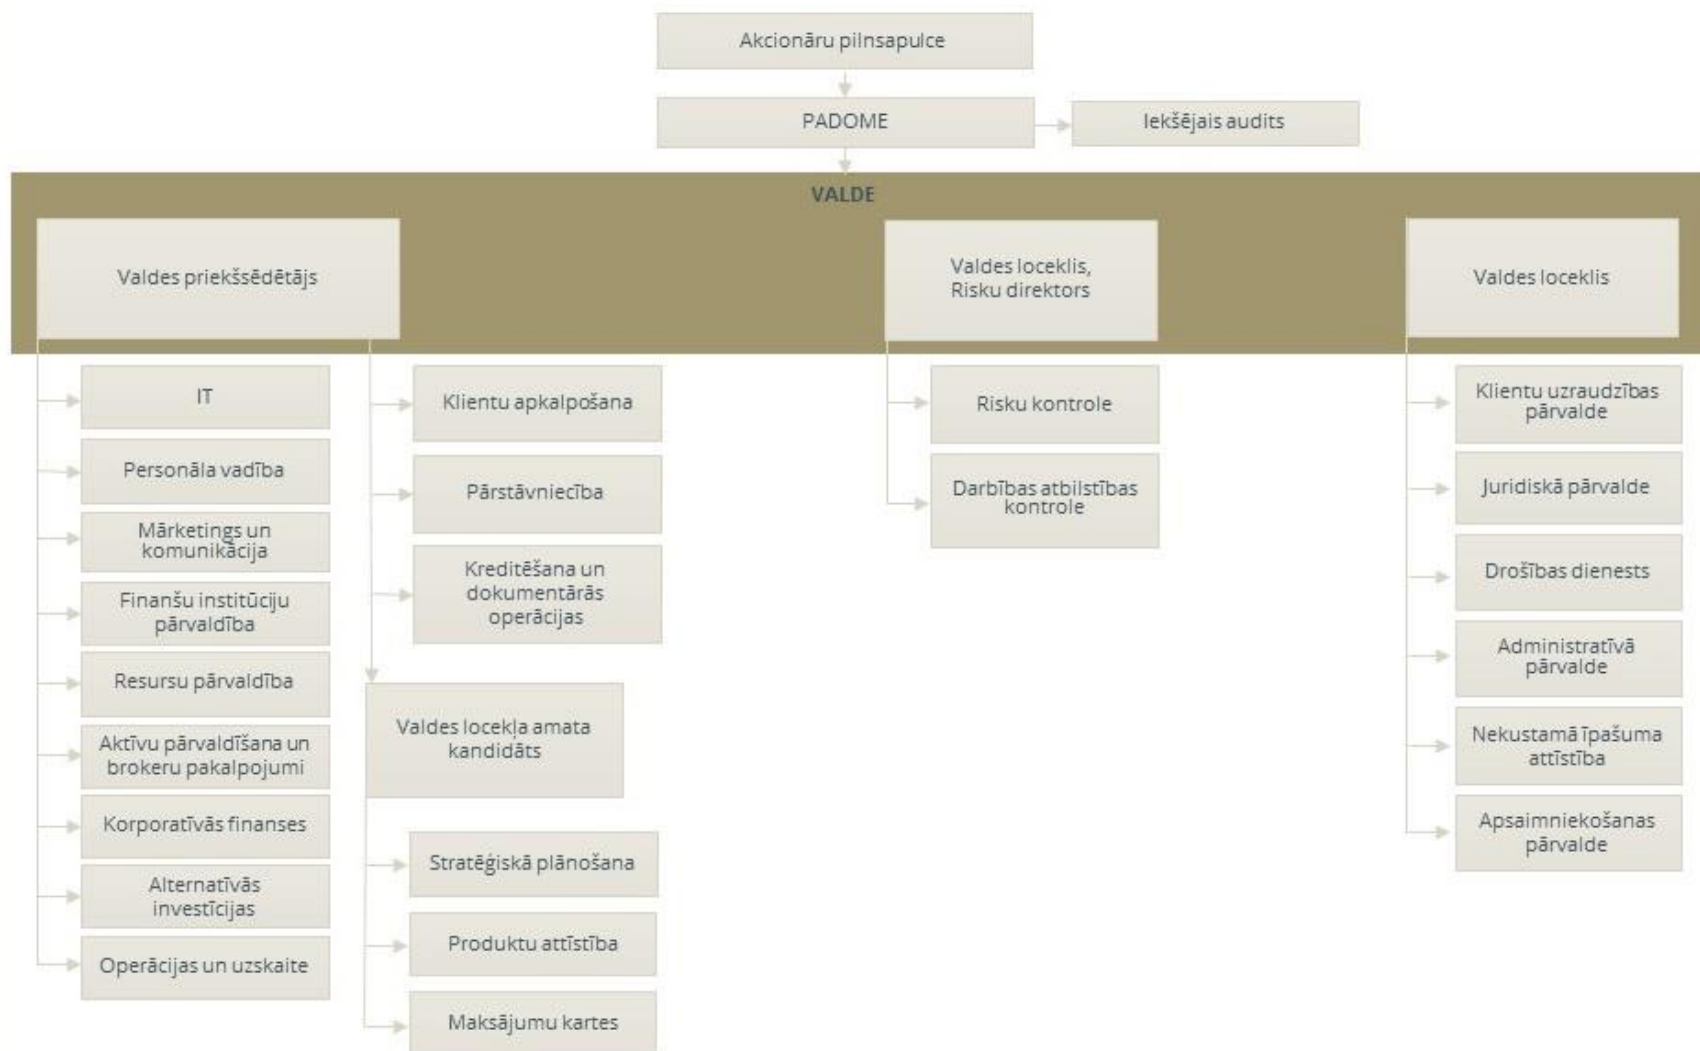 Akcionāru pilnsapulce
PADOME
Iekšējais audits
VALDE
Valdes priekšsēdētājs
Valdes loceklis,
Risku direktors
Valdes loceklis
IT
Personāla vadība
Mārketings un
komunikācija
Finanšu institūciju
pārvaldība
Resursu pārvaldība
Aktīvu pārvaldīšana un
brokeru pakalpojumi
Korporatīvās finanses
Alternatīvās
investīcijas
Operācijas un uzskaite
Klientu apkalpošana
Pārstāvniecība
Kreditēšana un
dokumentārās
operācijas
Valdes locekļa amata
kandidāts
Stratēģiskā plānošana
Produktu attīstība
Maksājumu kartes
Risku kontrole
Darbības atbilstības
kontrole
Klientu uzraudzības
pārvalde
Juridiskā pārvalde
Drošības dienests
Administratīvā
pārvalde
Nekustamā īpašuma
attīstība
Apsaimniekošanas
pārvalde